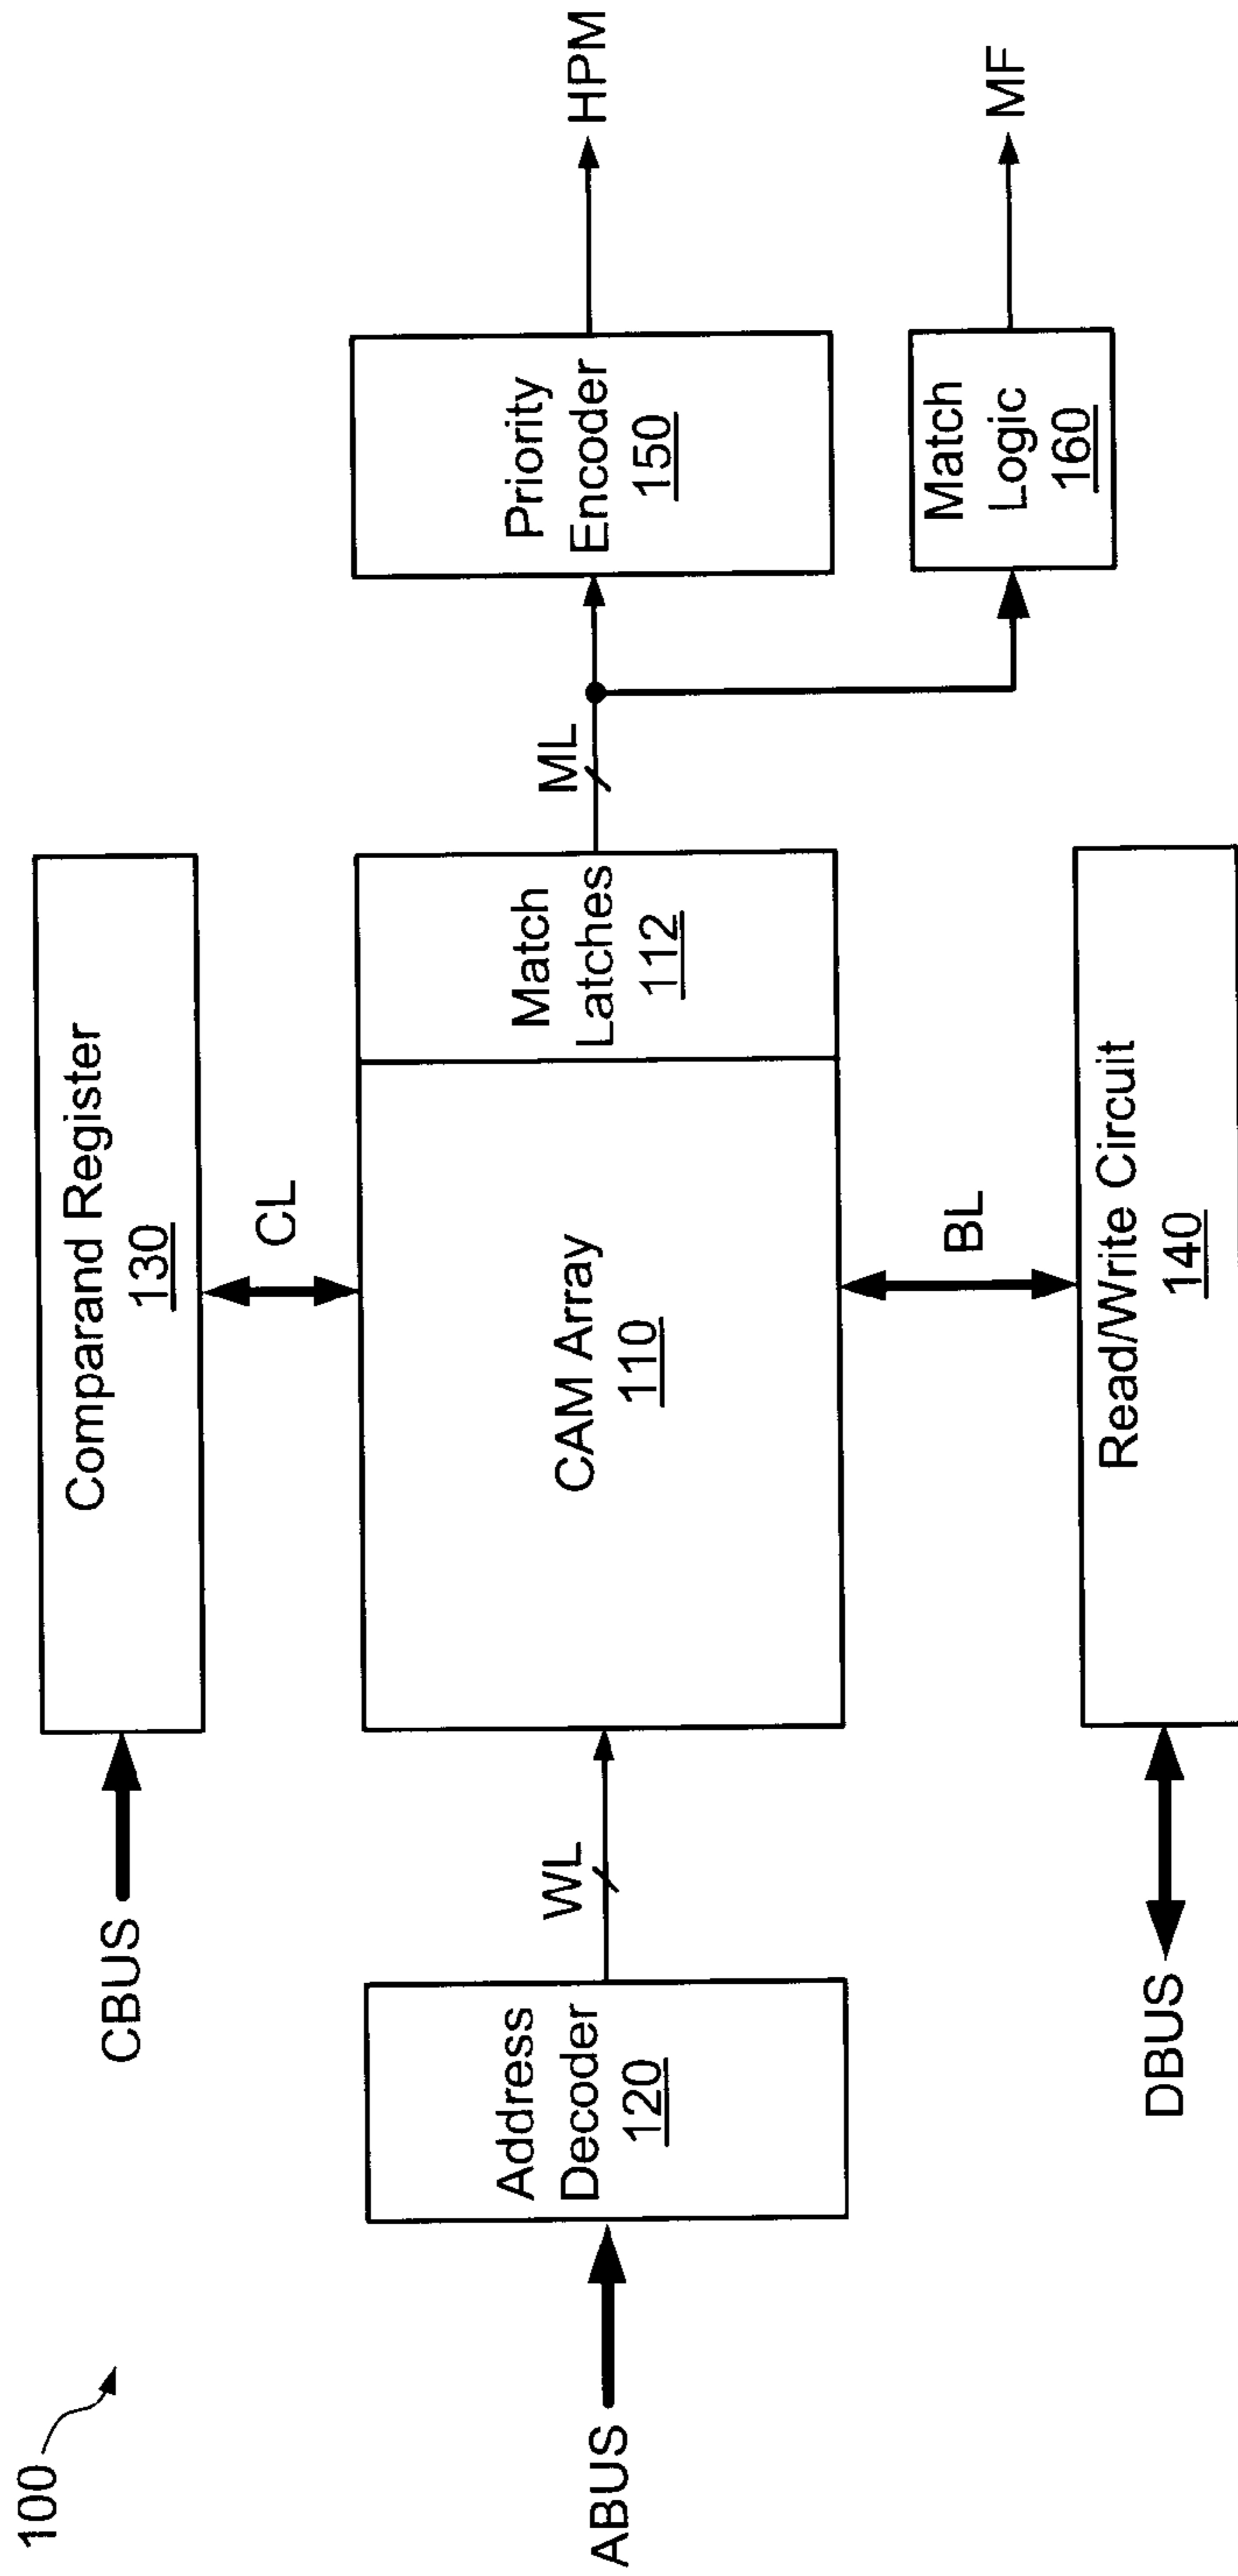 100
CBUS
Comparand Register
130
CL
ABUS
Address
Decoder
120
WL
CAM Array
110
Match
Latches
112
ML
Priority
Encoder
150
HPM
Match
Logic
160
MF
BL
DBUS
Read/Write Circuit
140